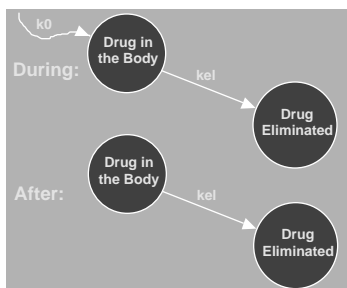 k0
Drug in
the Body
During:
kel
Drug
Eliminated
Drug in
the Body
After:
kel
Drug
Eliminated